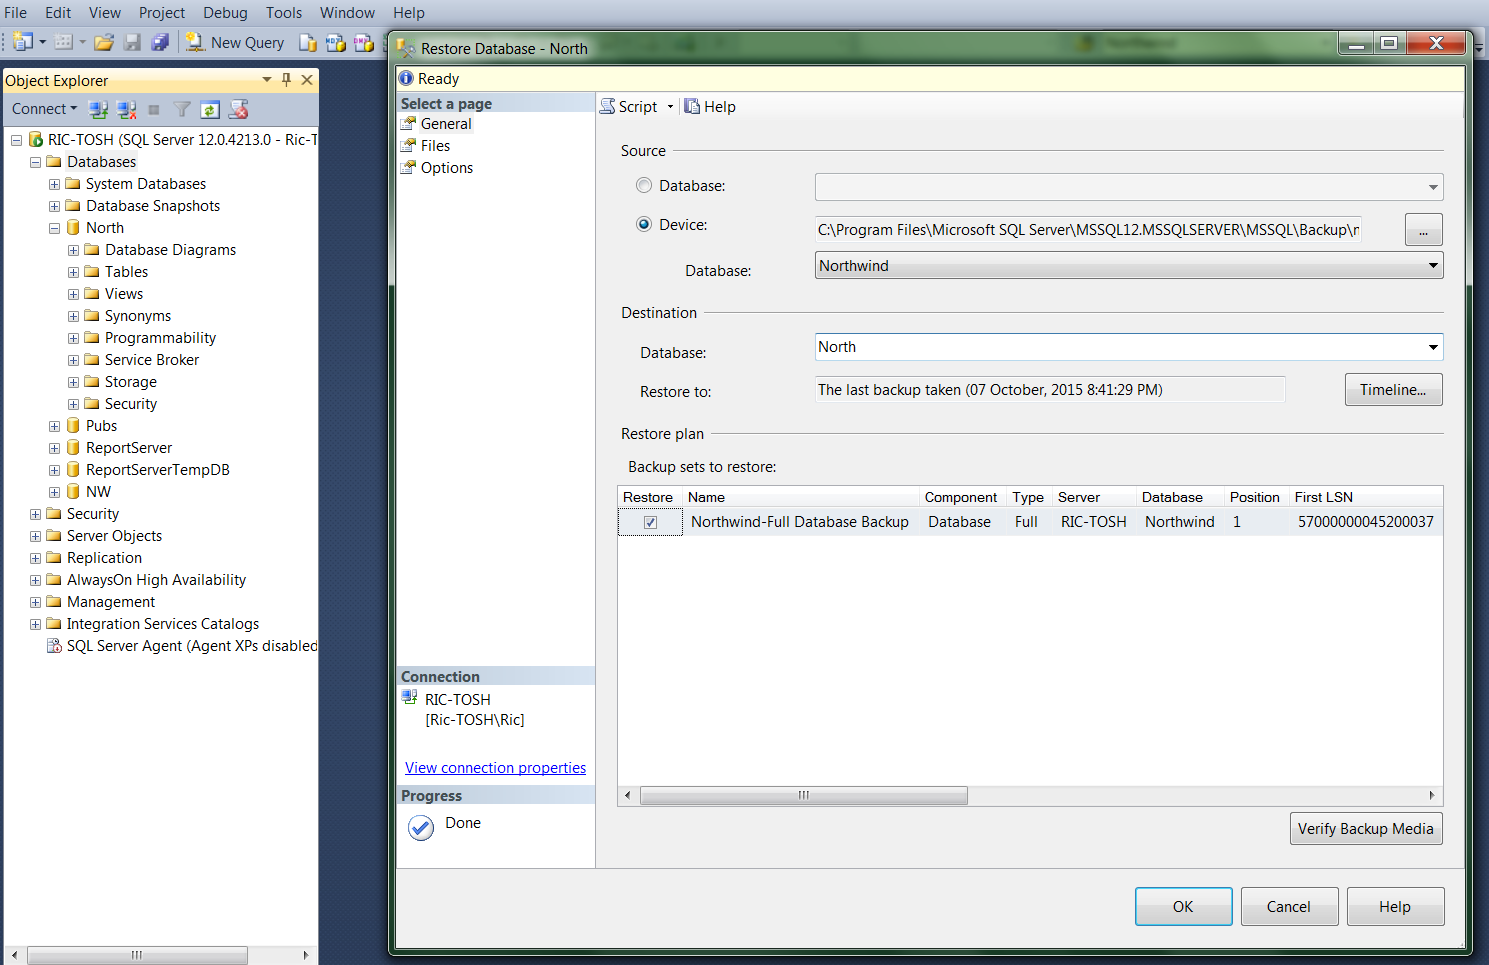 File Edit View Project Debug Tools Window Help
New Query
Object Explorer
Connect
RIC-TOSH (SQL Server 12.0.4213.0 - Ric-T
Databases
System Databases
Database Snapshots
North
Database Diagrams
Tables
Views
Synonyms
Programmability
Service Broker
Storage
Security
Pubs
ReportServer
ReportServerTempDB
NW
Security
Server Objects
Replication
AlwaysOn High Availability
Management
Integration Services Catalogs
SQL Server Agent (Agent XPs disabled
Restore Database - North
Ready
Select a page
General
Files
Options
Connection
RIC-TOSH
[Ric-TOSH\Ric]
View connection properties
Progress
Done
Script Help
Source
Database:
Device: C:\Program Files\Microsoft SQL Server\MSSQL12.MSSQLSERVER\MSSQL\Backup\n ...
Database: Northwind
Destination
Database: North
Restore to: The last backup taken (07 October, 2015 8:41:29 PM) Timeline...
Restore plan
Backup sets to restore:
Restore Name Component Type Server Database Position First LSN
Northwind-Full Database Backup Database Full RIC-TOSH Northwind 1 57000000045200037
Verify Backup Media
OK Cancel Help